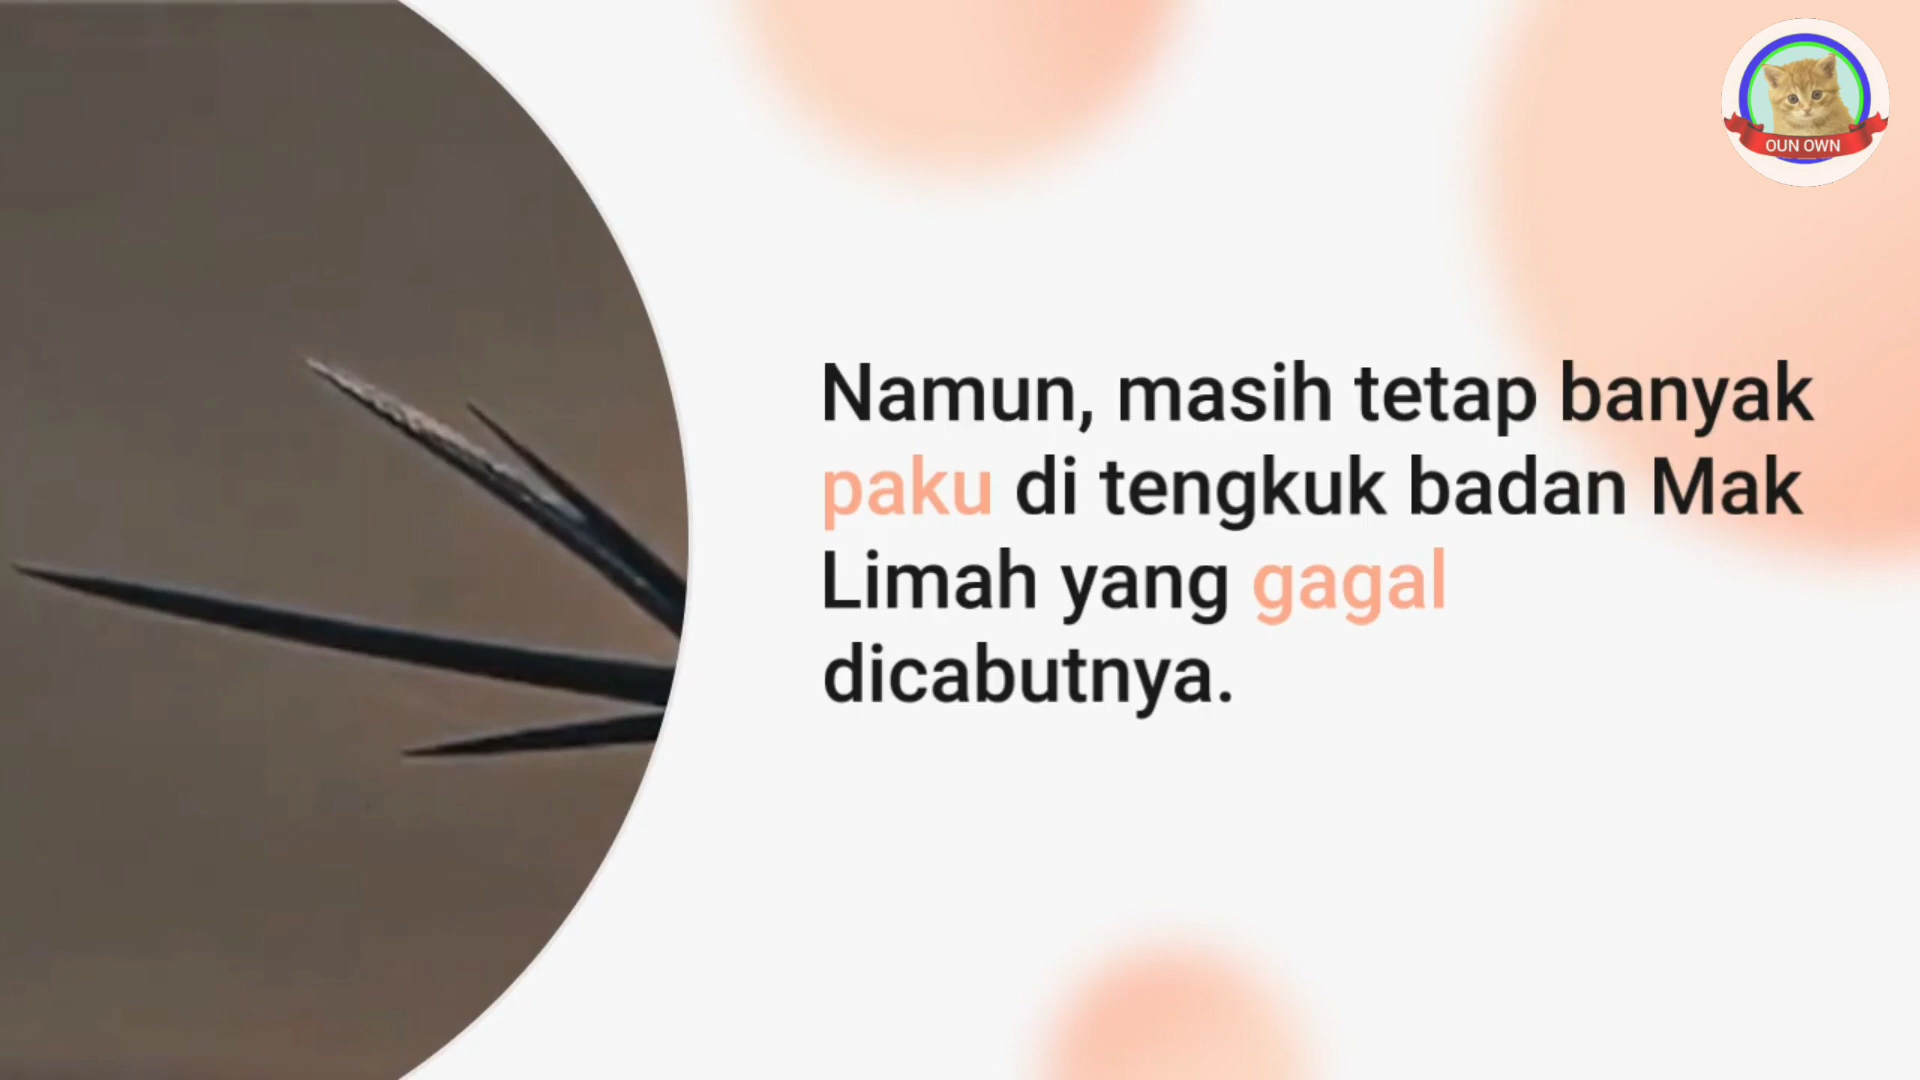 OUN OWN
Namun, masih tetap banyak
paku di tengkuk badan Mak
Limah yang gagal
dicabutnya.